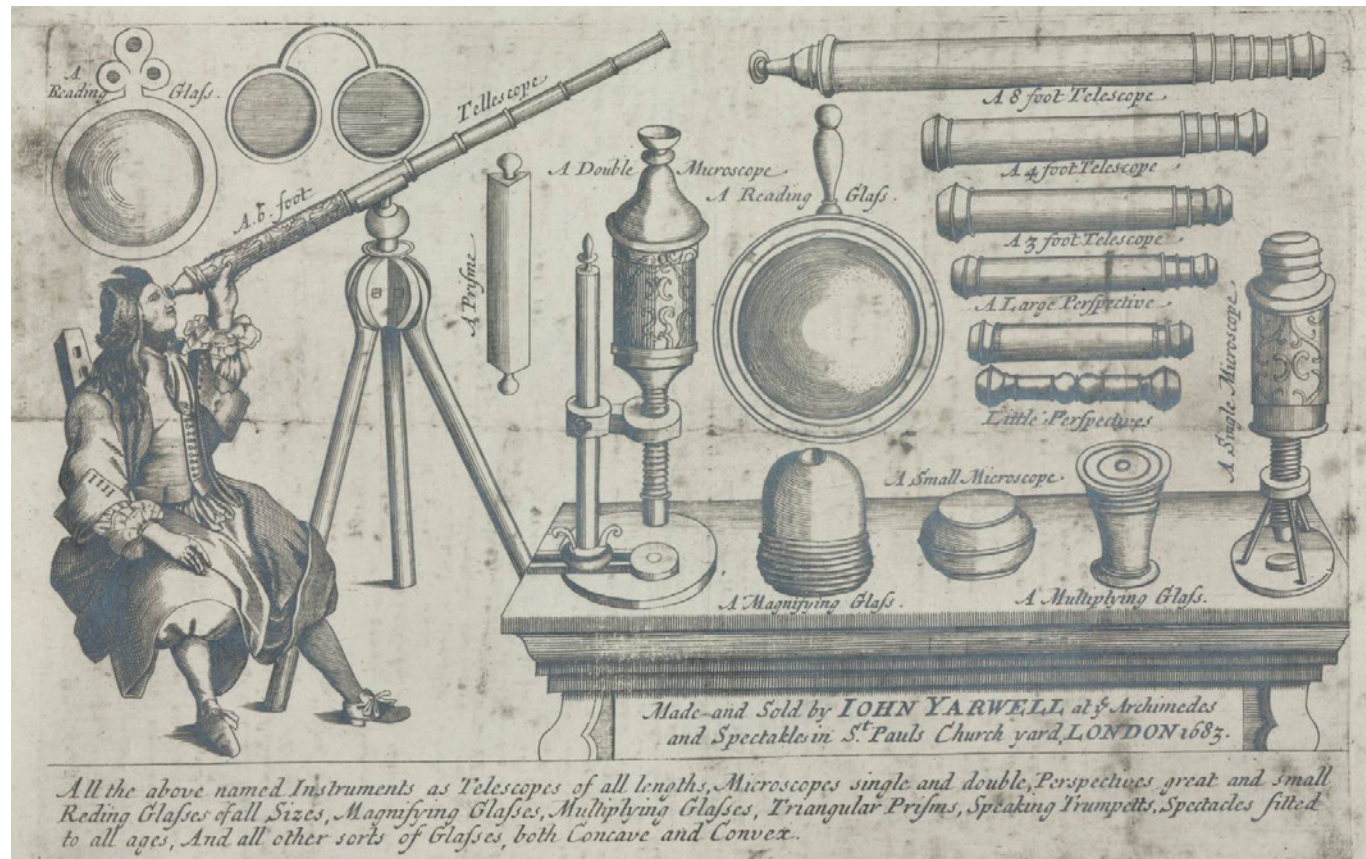 A
Reading Glaſs.
A. 6. foot Tellescope
A Priſme
A Double Microscope
A Reading Glaſs.
A 8 foot Telescope
A 4 foot Telescope
A 3 foot Telescope
A Large Perſpective
Little Perſpectives
A Single Microscope
A Small Microscope
A Magnifying Glaſs.
A Multiplying Glaſs.
Made and Sold by IOHN YARWELL at yͤ Archimedes
and Spectakles in Sᵗ. Pauls Church yard, LONDON 1683.
All the above named Instruments as Telescopes of all lengths, Microscopes single and double, Perspectives great and small
Reding Glaſses of all Sizes, Magnifying Glaſses, Multiplying Glaſses, Triangular Priſms, Speaking Trumpetts, Spectacles fitted
to all ages, And all other sorts of Glaſses, both Concave and Convex.